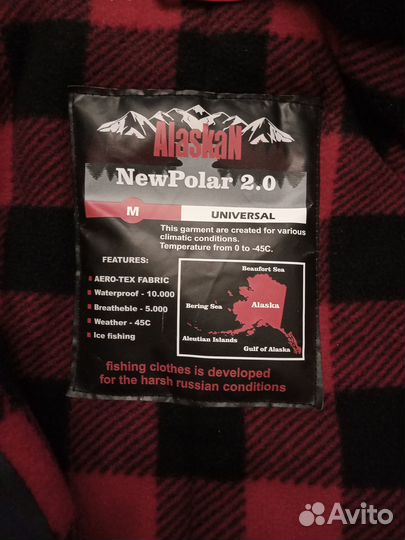 AlaskaN
NewPolar 2.0
M
UNIVERSAL
This garment are created for various
climatic conditions.
Temperature from 0 to -45C.
FEATURES:
- AERO-TEX FABRIC
- Waterproof - 10.000
- Breatheble - 5.000
- Weather - 45C
- Ice fishing
Beaufort Sea
Bering Sea
Alaska
Aleutian Islands
Gulf of Alaska
fishing clothes is developed
for the harsh russian conditions
Avito